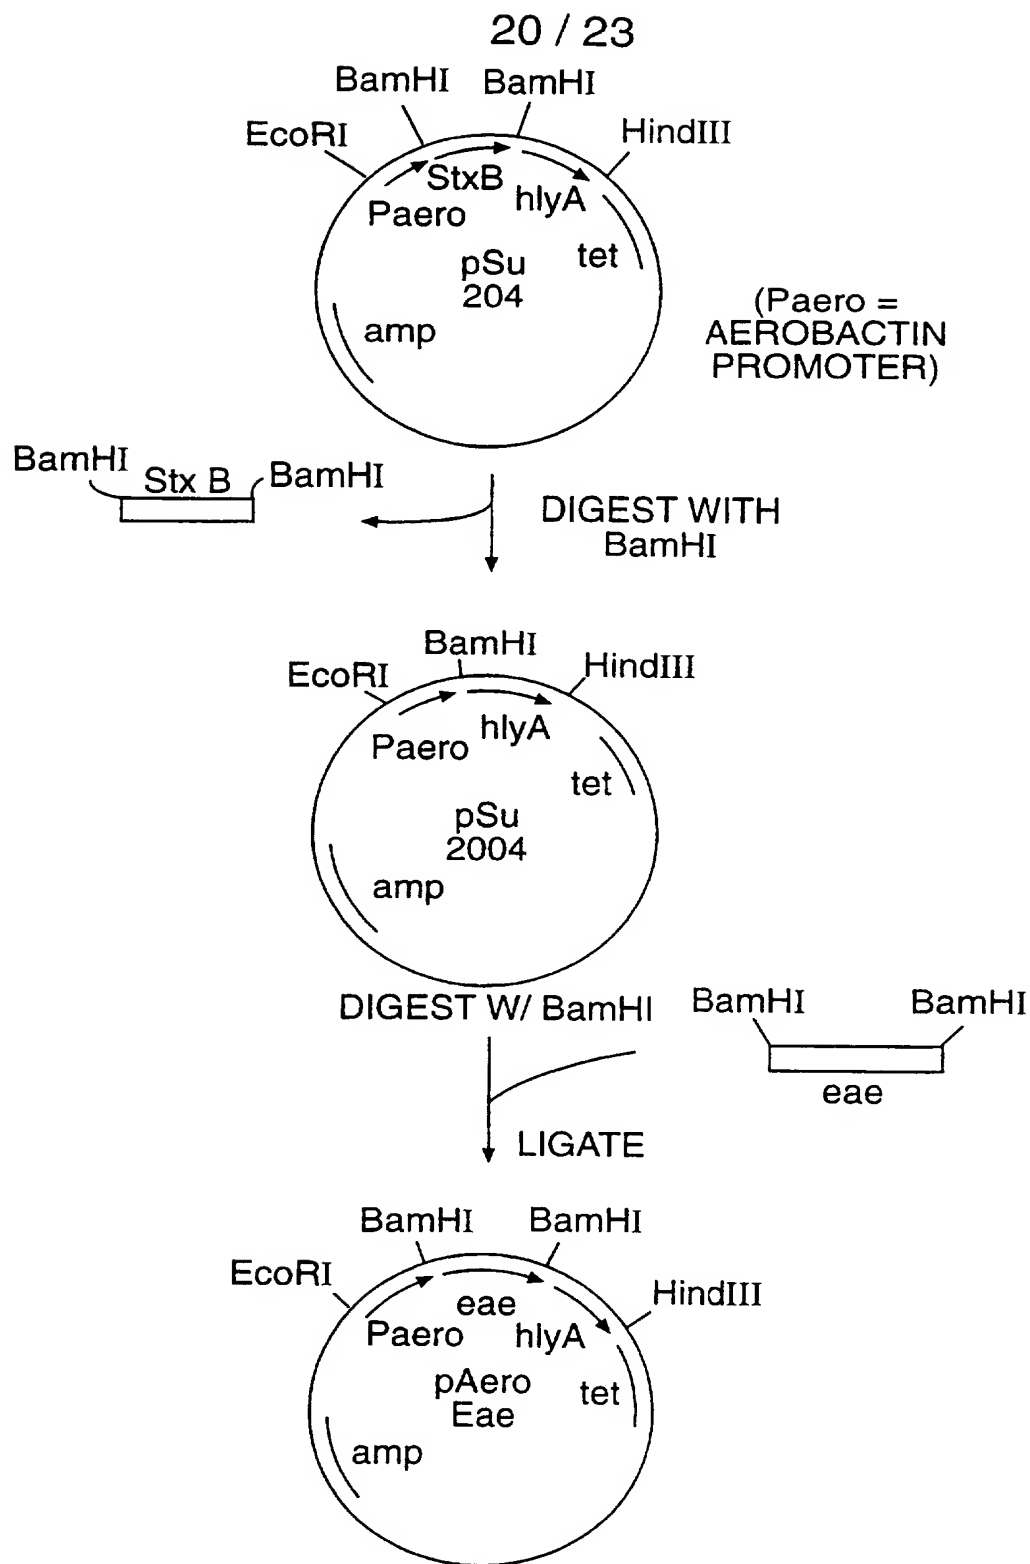 20 / 23
BamHI BamHI
EcoRI HindIII
StxB
Paero hlyA
tet
pSu
204
amp
(Paero =
AEROBACTIN
PROMOTER)
BamHI Stx B BamHI
DIGEST WITH
BamHI
BamHI
EcoRI HindIII
hlyA
Paero
tet
pSu
2004
amp
DIGEST W/ BamHI
BamHI BamHI
eae
LIGATE
BamHI BamHI
EcoRI HindIII
eae
Paero hlyA
pAero
Eae
tet
amp